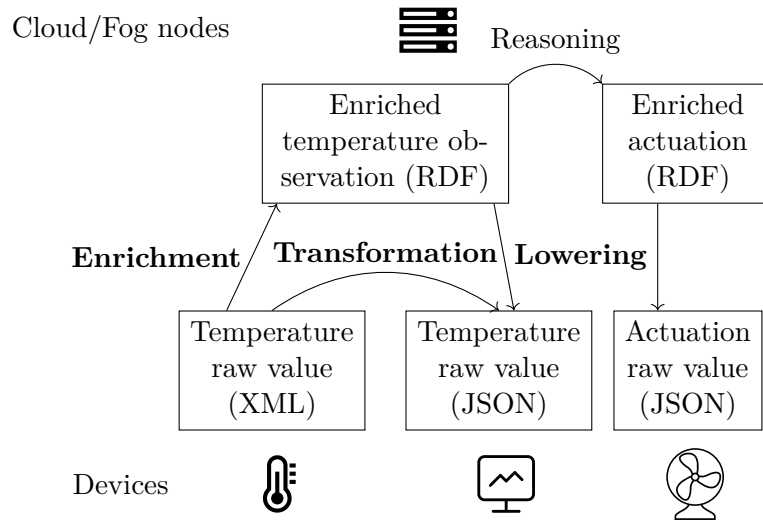 Cloud/Fog nodes
Reasoning
Enriched
temperature ob-
servation (RDF)
Enriched
actuation
(RDF)
Enrichment
Transformation
Lowering
Temperature
raw value
(XML)
Temperature
raw value
(JSON)
Actuation
raw value
(JSON)
Devices